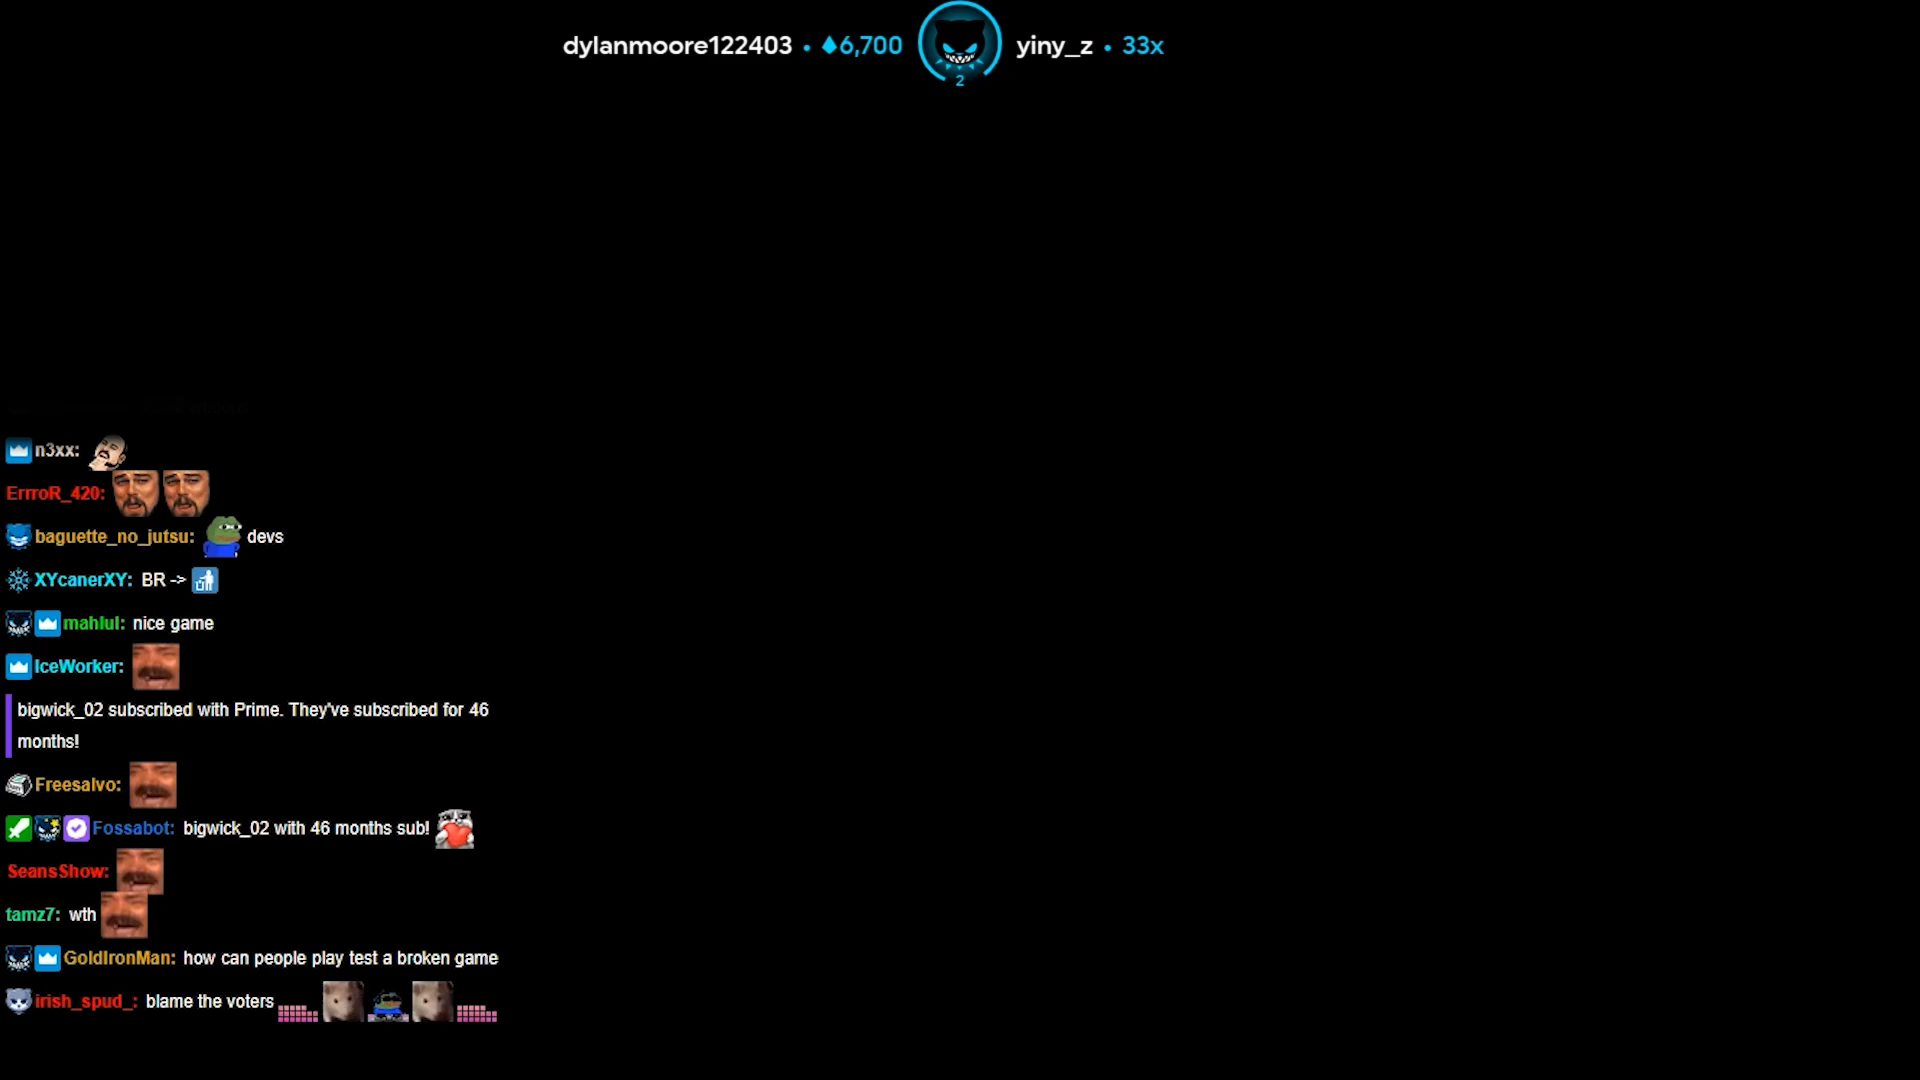 dylanmoore122403 • 6,700 2 yiny_z • 33x
n3xx:
ErrroR_420:
baguette_no_jutsu: devs
XYcanerXY: BR ->
mahlul: nice game
IceWorker:
bigwick_02 subscribed with Prime. They've subscribed for 46
months!
Freesalvo:
Fossabot: bigwick_02 with 46 months sub!
SeansShow:
tamz7: wth
GoldIronMan: how can people play test a broken game
irish_spud_: blame the voters